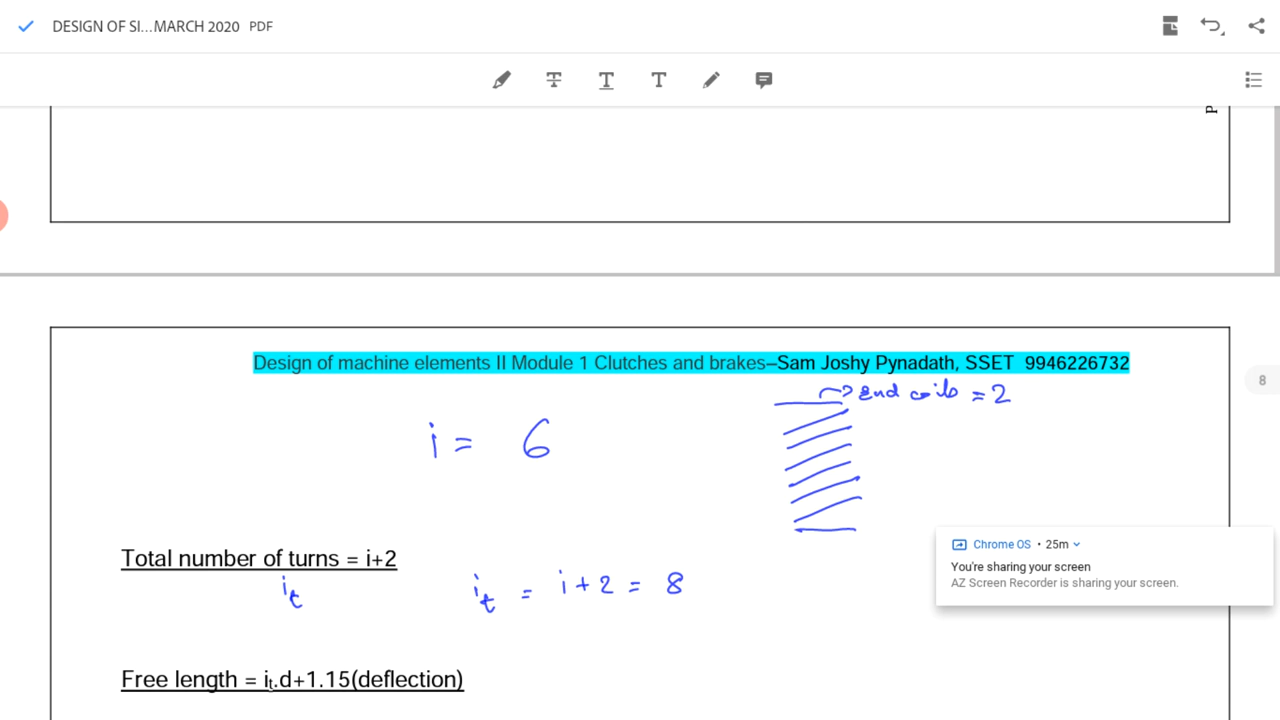 DESIGN OF SI...MARCH 2020 PDF
P
Design of machine elements II Module 1 Clutches and brakes–Sam Joshy Pynadath, SSET 9946226732
End coils = 2
i = 6
8
Chrome OS • 25m
You're sharing your screen
AZ Screen Recorder is sharing your screen.
Total number of turns = i+2
it
it = i+2 = 8
Free length = it.d+1.15(deflection)